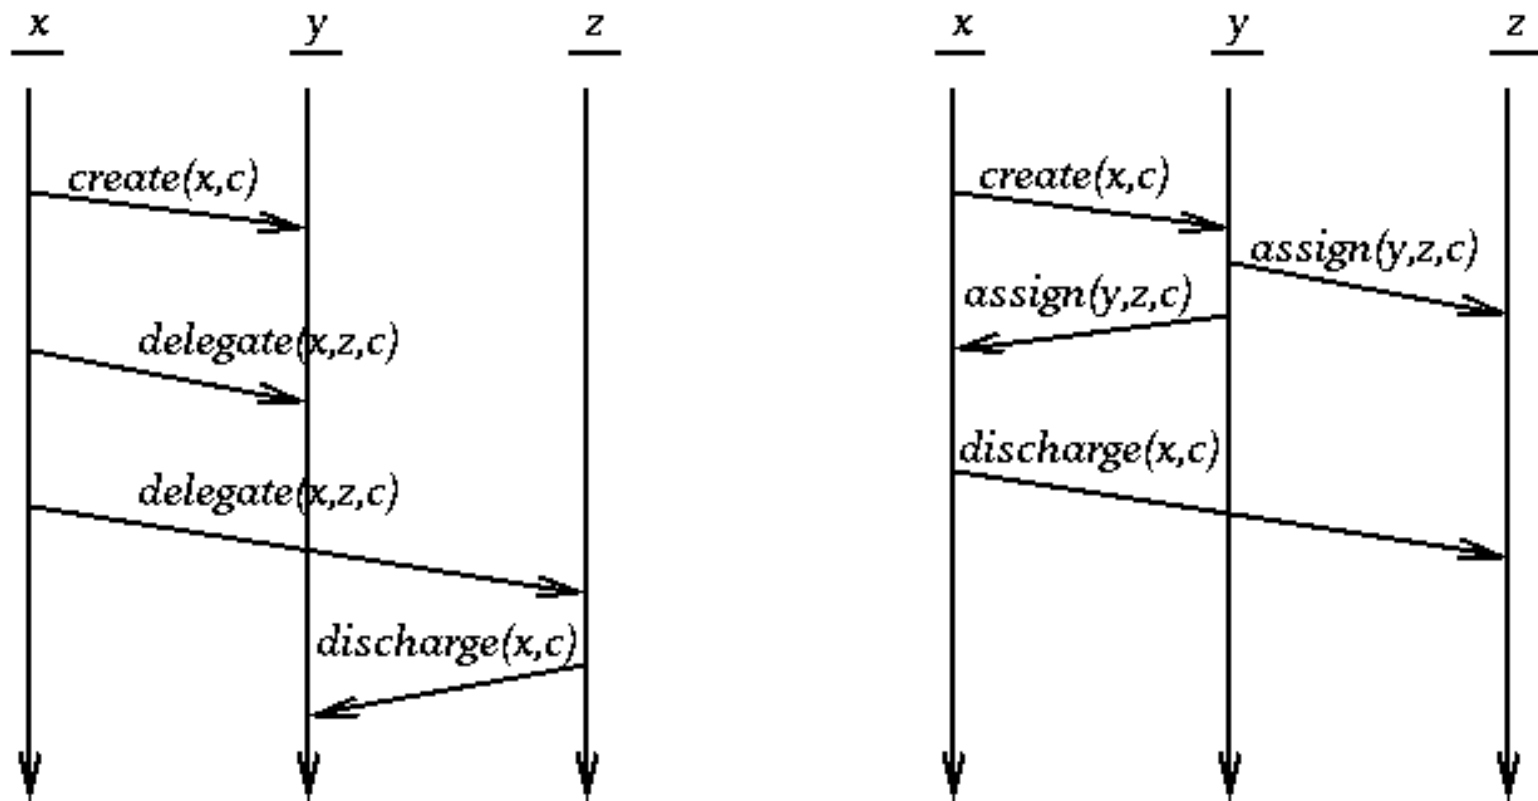 x y z
create(x,c)
delegate(x,z,c)
delegate(x,z,c)
discharge(x,c)
x y z
create(x,c)
assign(y,z,c)
assign(y,z,c)
discharge(x,c)